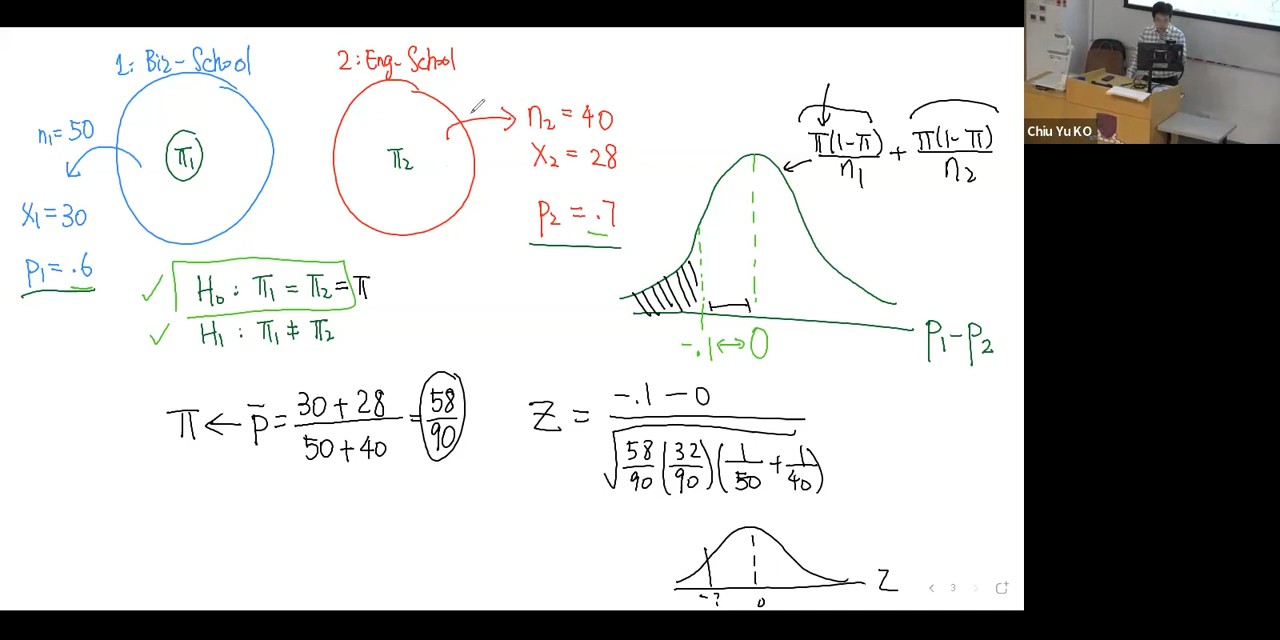 1: Biz-School
2: Eng-School
n₁=50
π₁
x₁=30
p₁=.6
π₂
n₂=40
x₂=28
p₂=.7
π(1-π)/n₁ + π(1-π)/n₂
H₀: π₁=π₂=π
H₁: π₁≠π₂
-.1↔0
p₁-p₂
π←p̄=(30+28)/(50+40)=58/90
Z=(-.1-0)/√(58/90(32/90)(1/50+1/40))
-? 0 Z
Chiu Yu KO
3